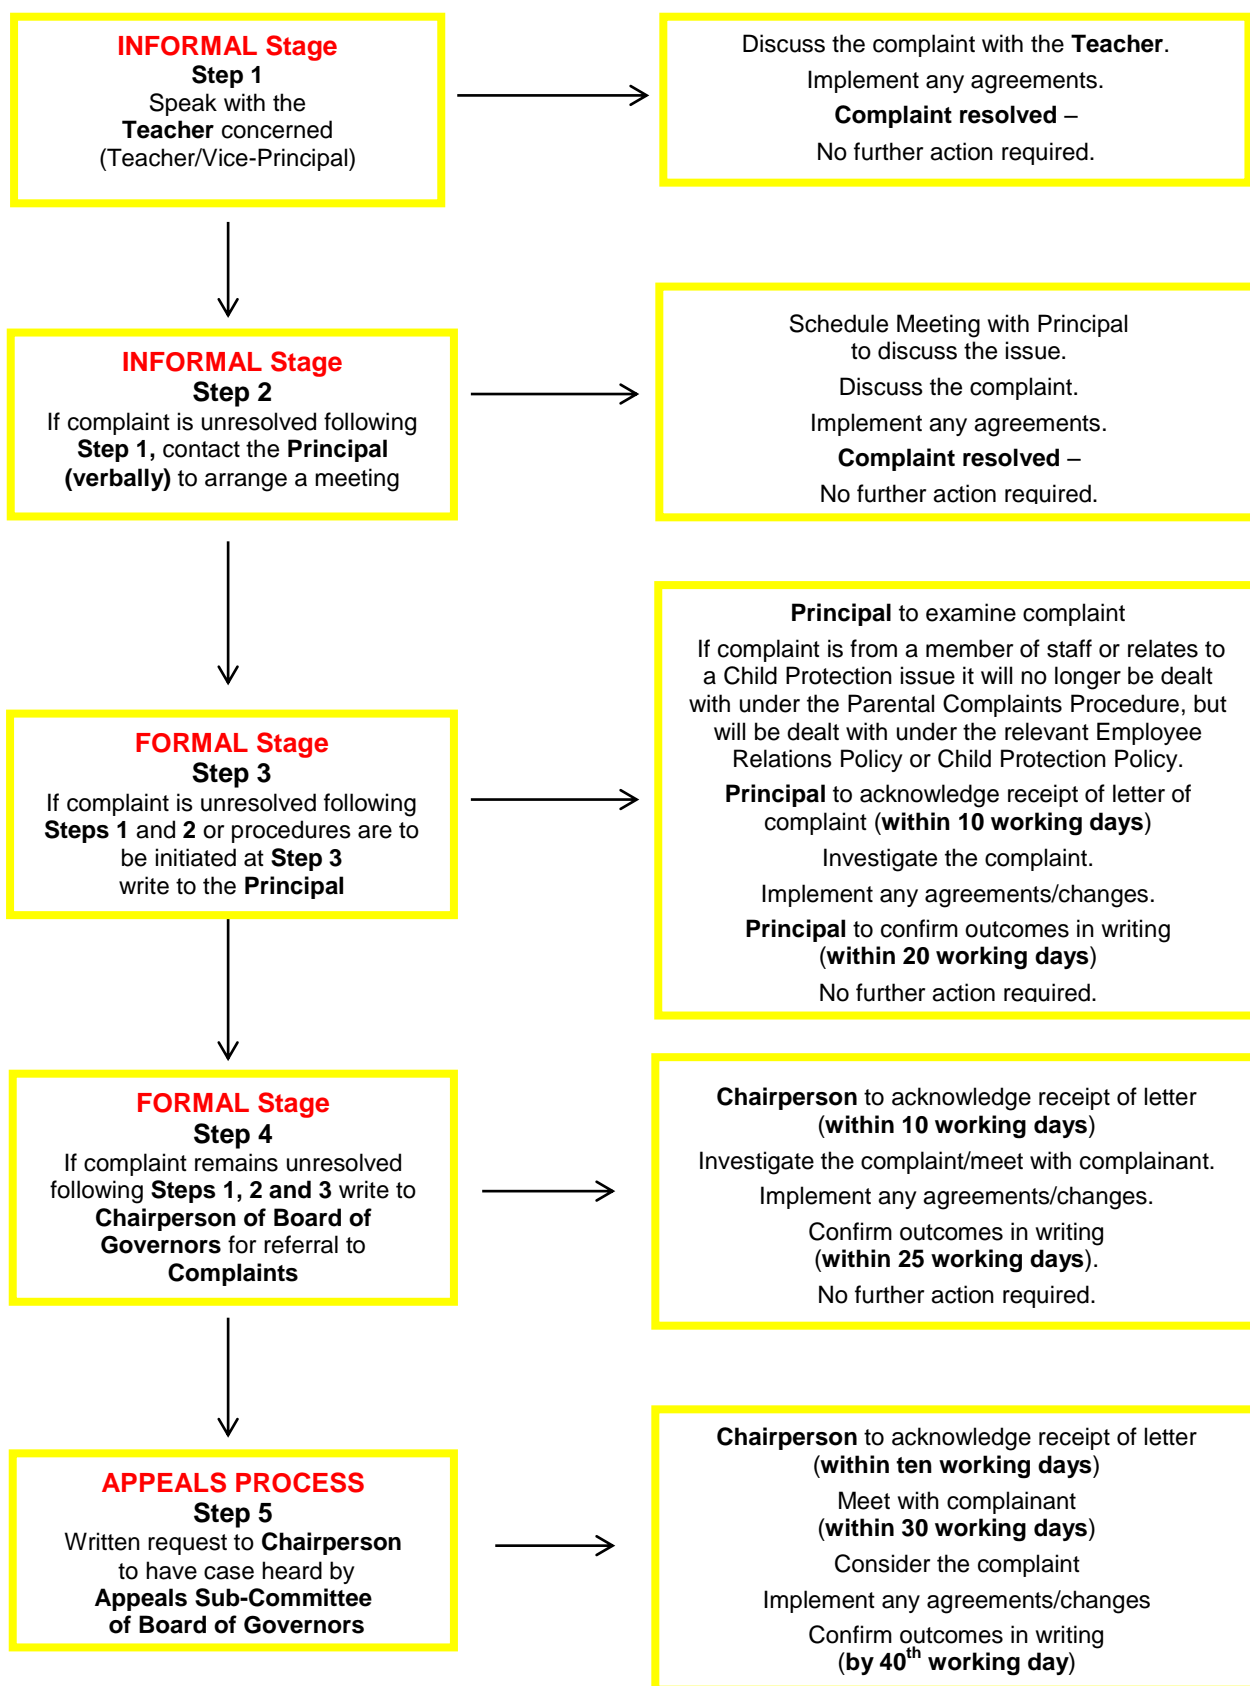 INFORMAL Stage
Step 1
Speak with the
Teacher concerned
(Teacher/Vice-Principal)
Discuss the complaint with the Teacher.
Implement any agreements.
Complaint resolved –
No further action required.
INFORMAL Stage
Step 2
If complaint is unresolved following
Step 1, contact the Principal
(verbally) to arrange a meeting
Schedule Meeting with Principal
to discuss the issue.
Discuss the complaint.
Implement any agreements.
Complaint resolved –
No further action required.
FORMAL Stage
Step 3
If complaint is unresolved following
Steps 1 and 2 or procedures are to
be initiated at Step 3
write to the Principal
Principal to examine complaint
If complaint is from a member of staff or relates to
a Child Protection issue it will no longer be dealt
with under the Parental Complaints Procedure, but
will be dealt with under the relevant Employee
Relations Policy or Child Protection Policy.
Principal to acknowledge receipt of letter of
complaint (within 10 working days)
Investigate the complaint.
Implement any agreements/changes.
Principal to confirm outcomes in writing
(within 20 working days)
No further action required.
FORMAL Stage
Step 4
If complaint remains unresolved
following Steps 1, 2 and 3 write to
Chairperson of Board of
Governors for referral to
Complaints
Chairperson to acknowledge receipt of letter
(within 10 working days)
Investigate the complaint/meet with complainant.
Implement any agreements/changes.
Confirm outcomes in writing
(within 25 working days).
No further action required.
APPEALS PROCESS
Step 5
Written request to Chairperson
to have case heard by
Appeals Sub-Committee
of Board of Governors
Chairperson to acknowledge receipt of letter
(within ten working days)
Meet with complainant
(within 30 working days)
Consider the complaint
Implement any agreements/changes
Confirm outcomes in writing
(by 40th working day)